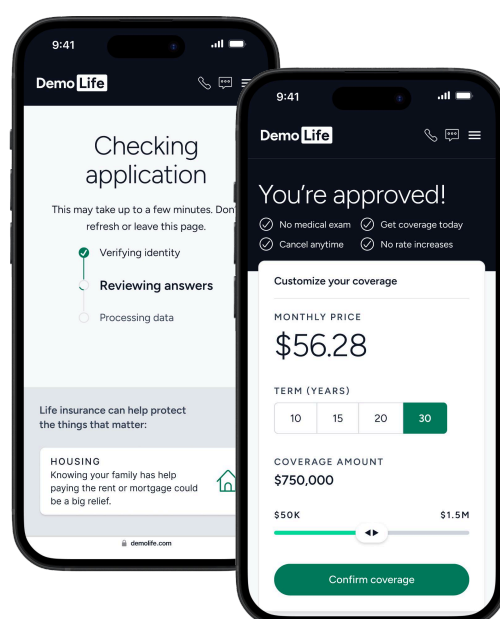 9:41
Demo Life
Checking
application
This may take up to a few minutes. Don'
refresh or leave this page.
Verifying identity
Reviewing answers
Processing data
Life insurance can help protect
the things that matter:
HOUSING
Knowing your family has help
paying the rent or mortgage could
be a big relief.
demolife.com
9:41
Demo Life
You're approved!
No medical exam Get coverage today
Cancel anytime No rate increases
Customize your coverage
MONTHLY PRICE
$56.28
TERM (YEARS)
10 15 20 30
COVERAGE AMOUNT
$750,000
$50K $1.5M
Confirm coverage